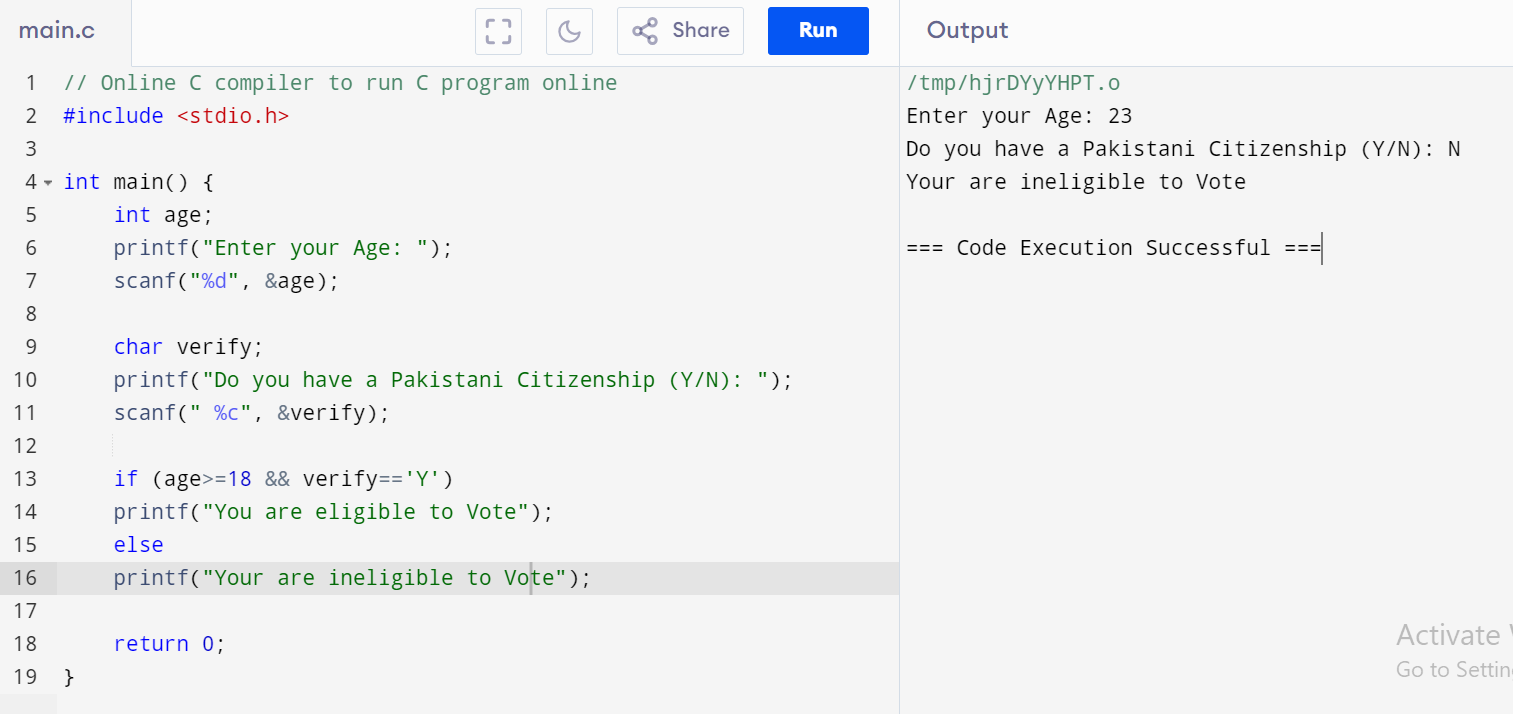 main.c
Share
Run
Output
1 // Online C compiler to run C program online
2 #include <stdio.h>
3
4 int main() {
5     int age;
6     printf("Enter your Age: ");
7     scanf("%d", &age);
8
9     char verify;
10     printf("Do you have a Pakistani Citizenship (Y/N): ");
11     scanf(" %c", &verify);
12
13     if (age>=18 && verify=='Y')
14     printf("You are eligible to Vote");
15     else
16     printf("Your are ineligible to Vote");
17
18     return 0;
19 }
/tmp/hjrDYyYHPT.o
Enter your Age: 23
Do you have a Pakistani Citizenship (Y/N): N
Your are ineligible to Vote
=== Code Execution Successful ===
Activate
Go to